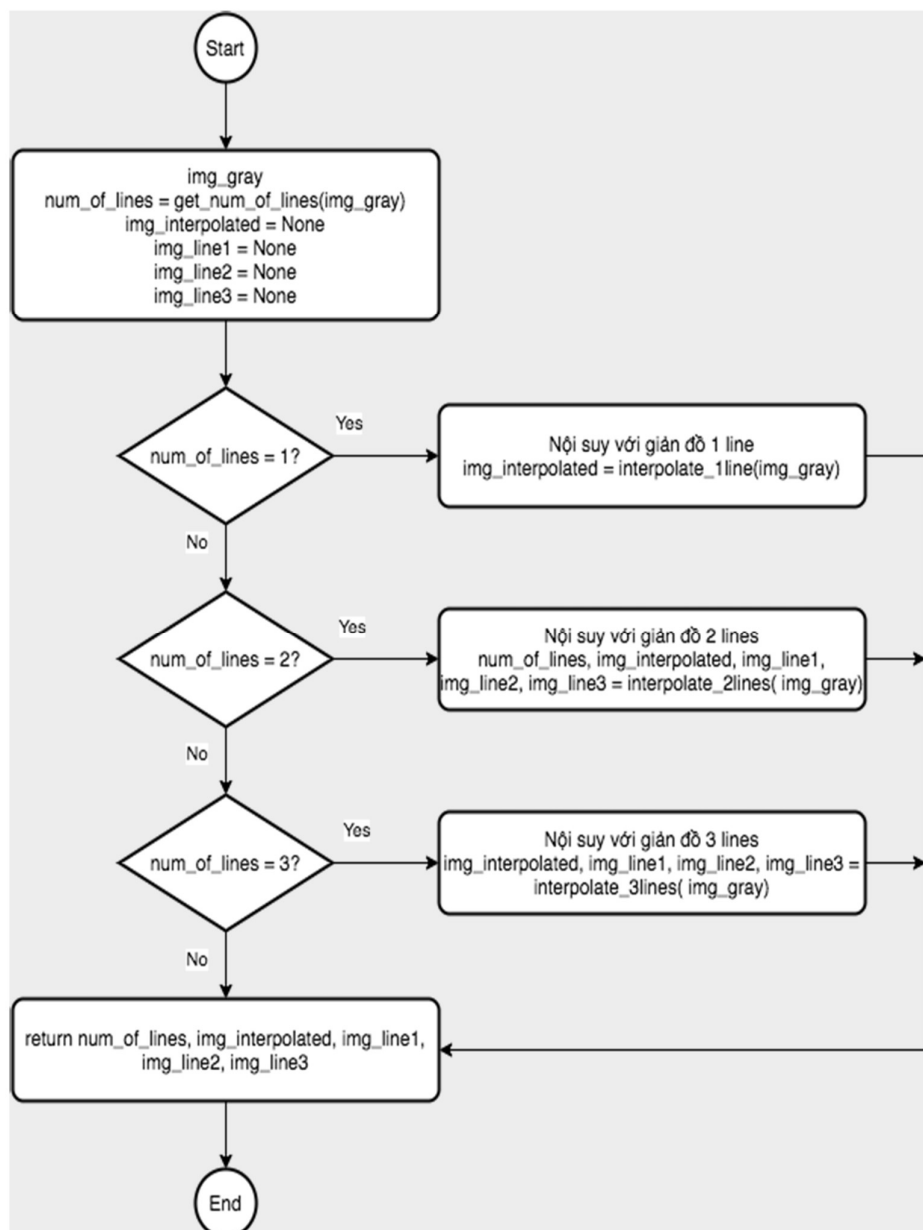 Start
img_gray
num_of_lines = get_num_of_lines(img_gray)
img_interpolated = None
img_line1 = None
img_line2 = None
img_line3 = None
num_of_lines = 1?
Yes
Nội suy với giản đồ 1 line
img_interpolated = interpolate_1line(img_gray)
No
num_of_lines = 2?
Yes
Nội suy với giản đồ 2 lines
num_of_lines, img_interpolated, img_line1,
img_line2, img_line3 = interpolate_2lines( img_gray)
No
num_of_lines = 3?
Yes
Nội suy với giản đồ 3 lines
img_interpolated, img_line1, img_line2, img_line3 =
interpolate_3lines( img_gray)
No
return num_of_lines, img_interpolated, img_line1,
img_line2, img_line3
End